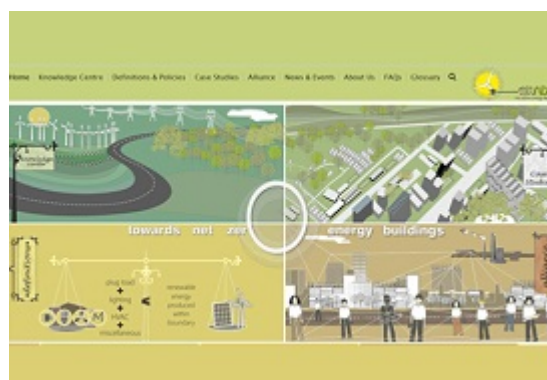 Home Knowledge Centre Definitions & Policies Case Studies Alliance News & Events About Us FAQs Glossary
towards net zer energy buildings
plug load
+
lighting
+
HVAC
+
miscellaneous
<
renewable
energy
produced
within
boundary